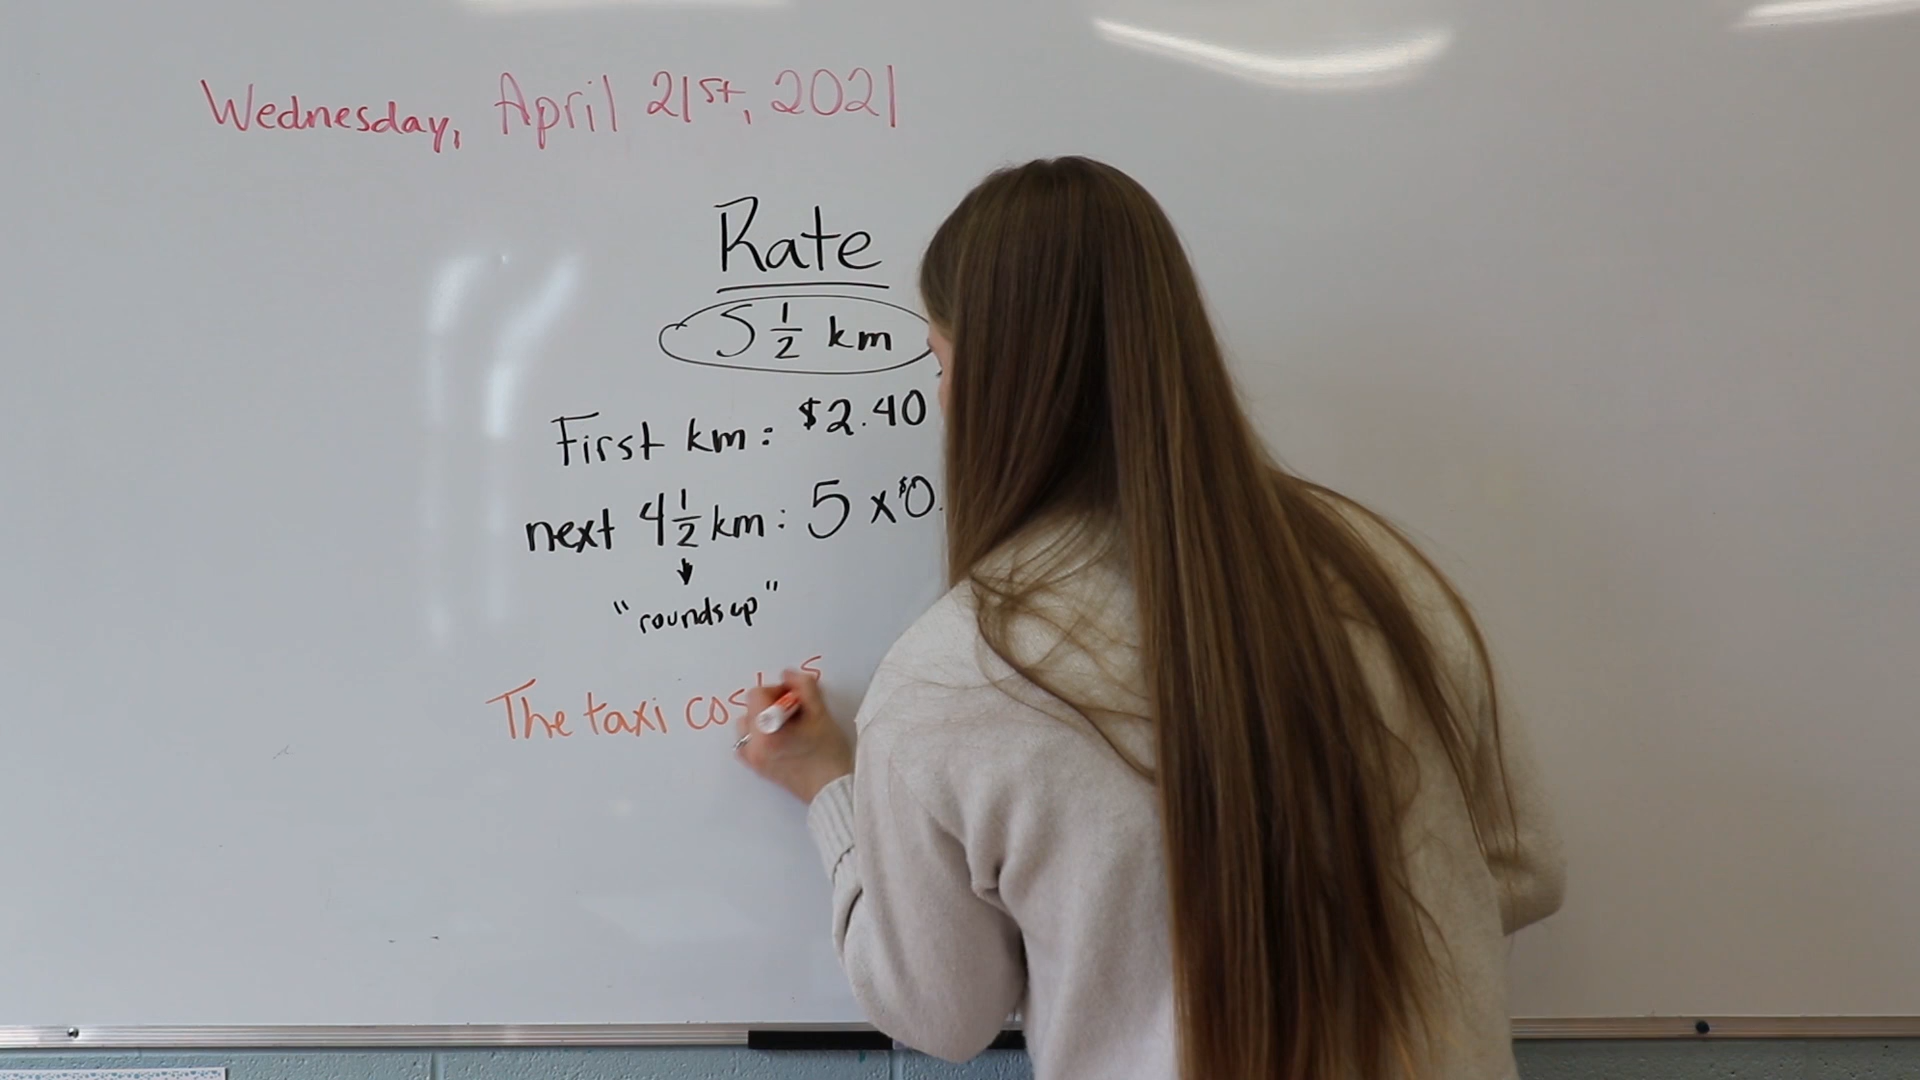 Wednesday, April 21st, 2021
Rate
5 1/2 km
First km: $2.40
next 4 1/2 km: 5 x $0.
"rounds up"
The taxi costs